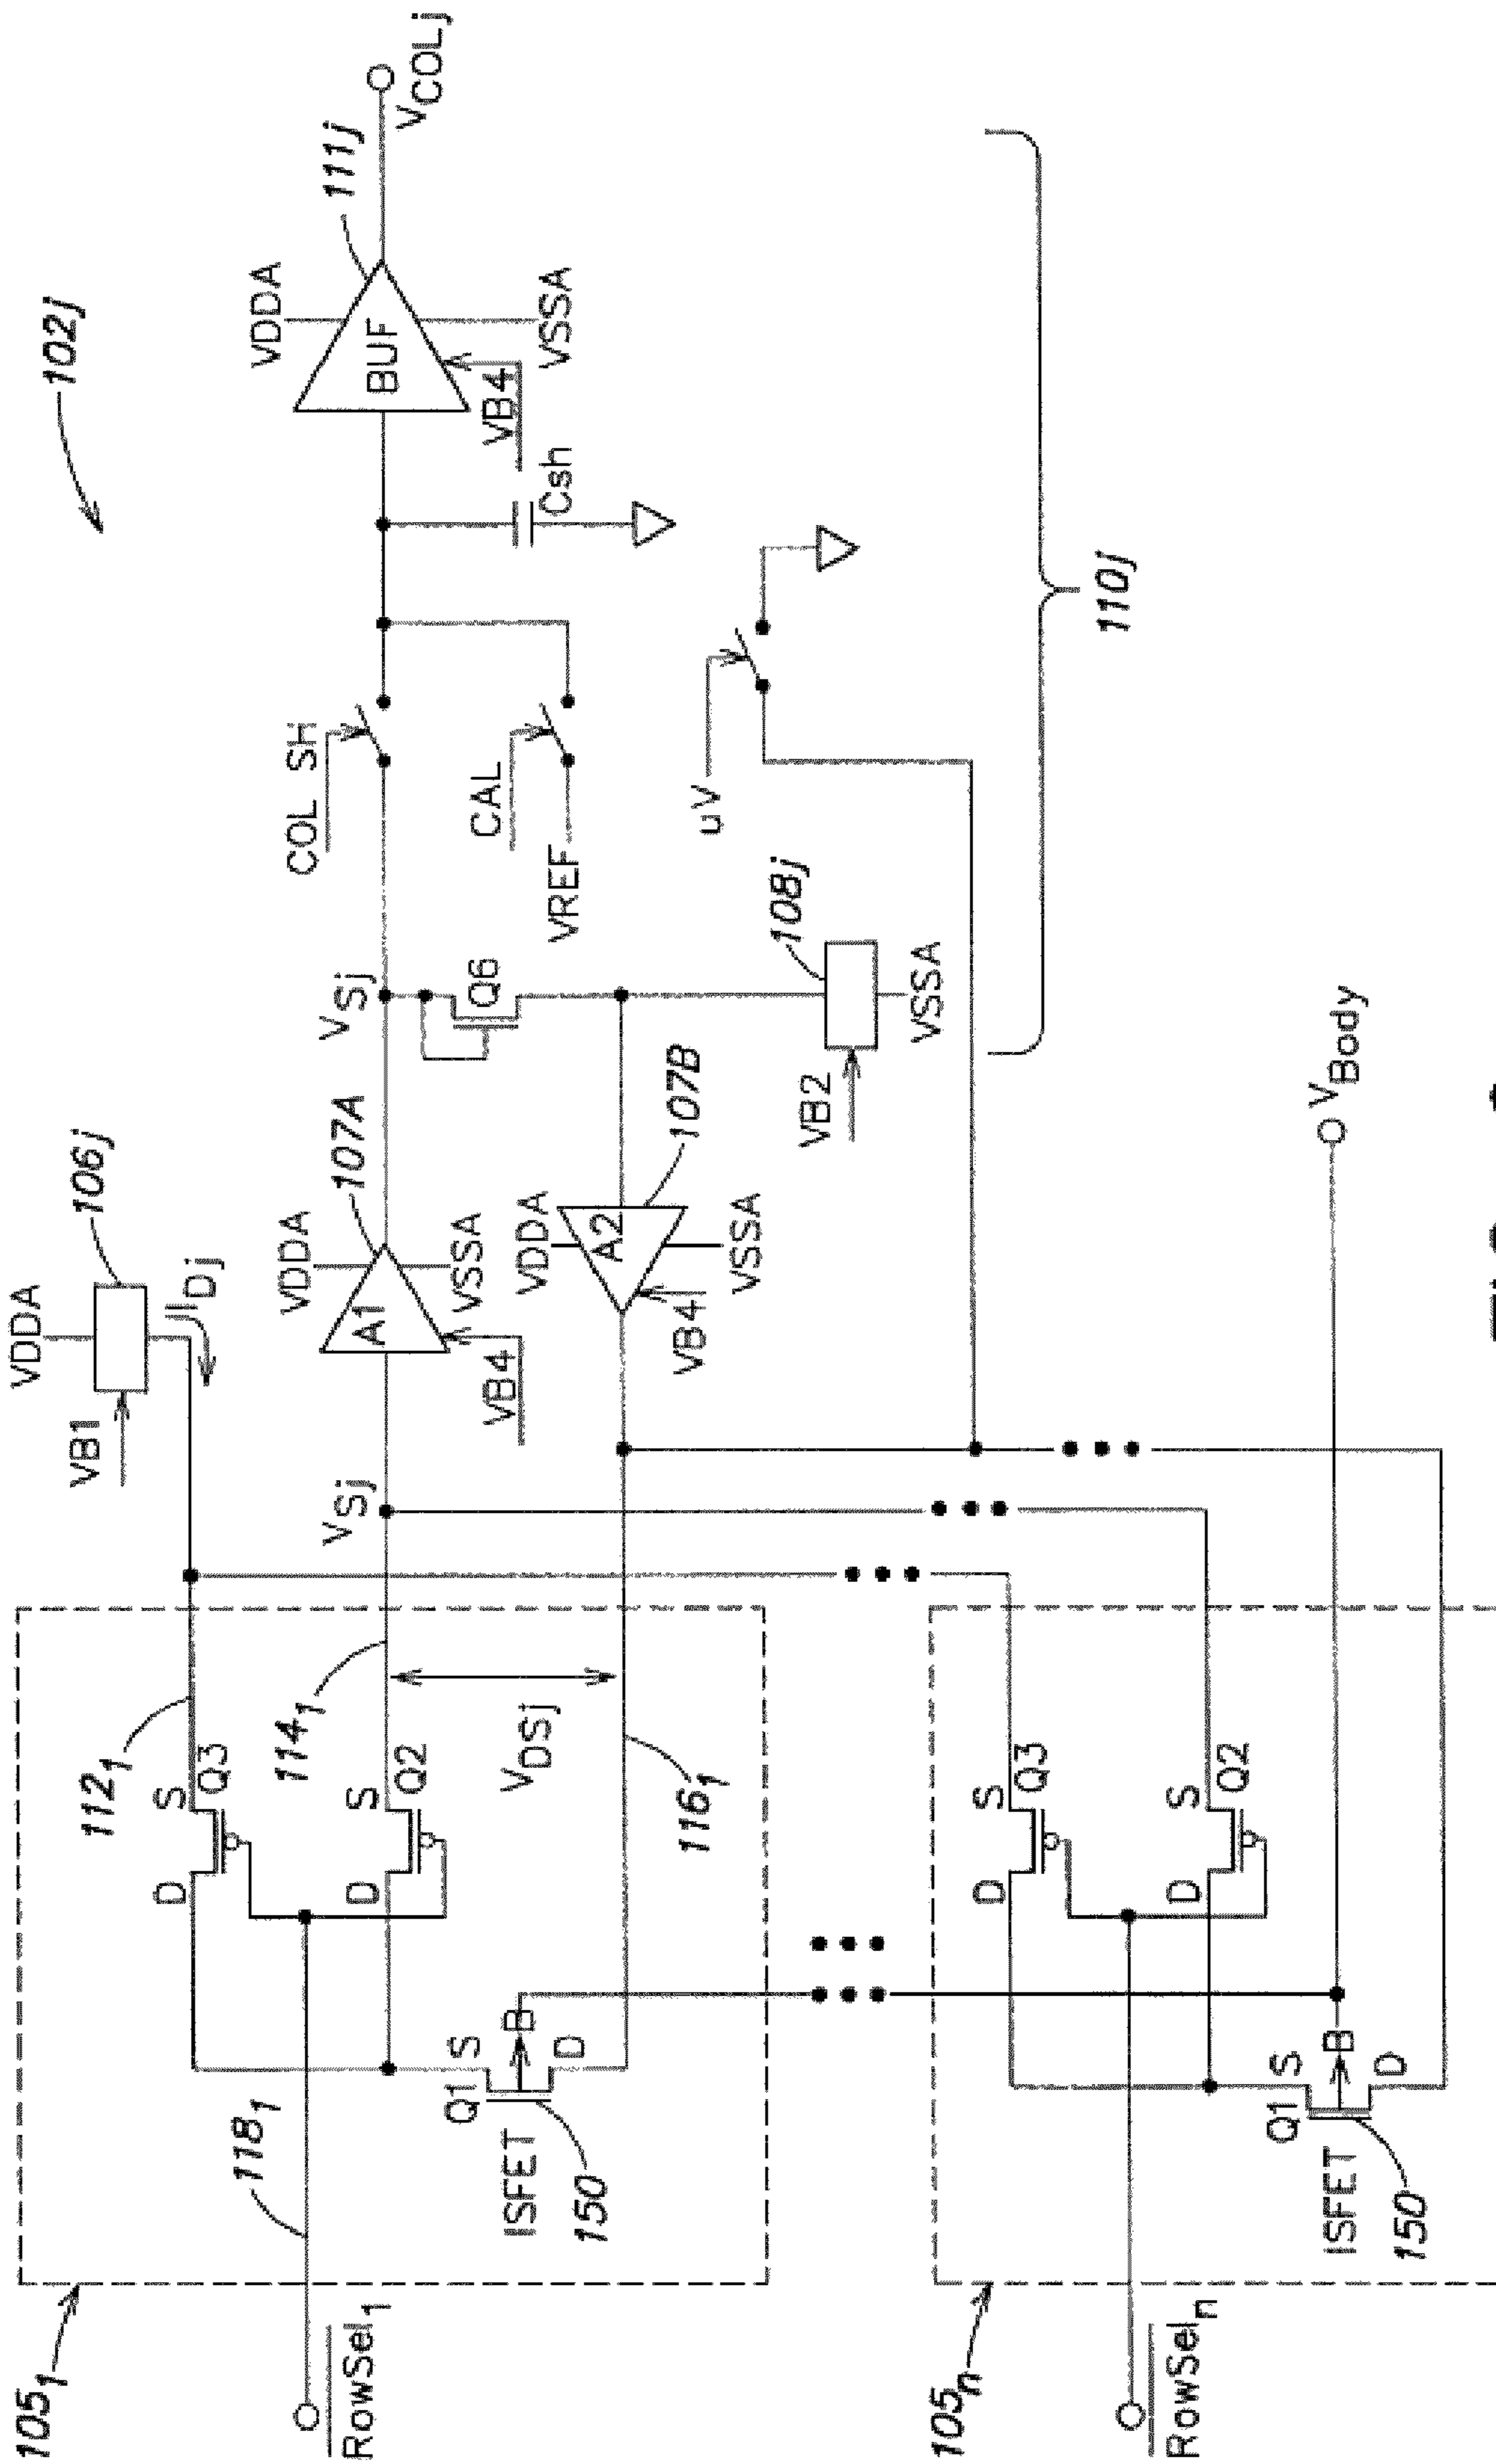 102j
VDDA
VB1
106j
IDj
112₁
D
S
Q3
VSj
VDDA
107A
A1
VSSA
VB4
VSj
COL SH
VDDA
111j
BUF
VSSA
VB4
VCOLj
105₁
118₁
RowSel₁
114₁
D
S
Q2
VDSj
116₁
Q1
S
B
D
ISFET
150
VDDA
A2
107B
VSSA
VB4
Q6
CAL
VREF
Csh
uV
VB2
108j
VSSA
110j
105n
RowSeln
D
S
Q3
D
S
Q2
Q1
S
B
D
ISFET
150
VBody